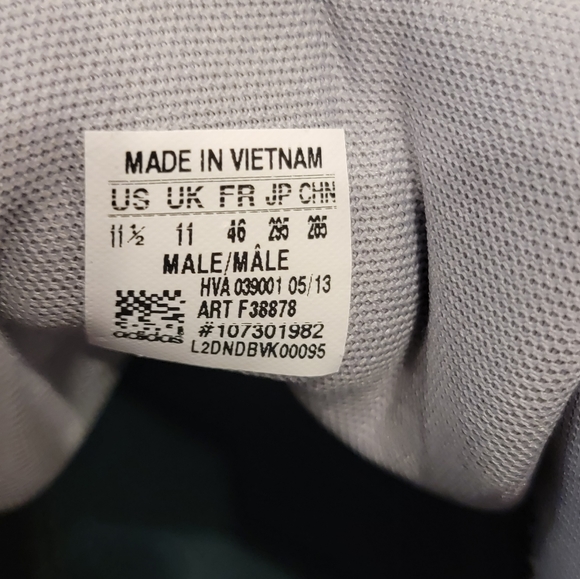 MADE IN VIETNAM
US UK FR JP CHN
11½ 11 46 295 285
MALE/MÂLE
HVA 039001 05/13
ART F38878
#107301982
adidas
L2DNDBVK00095